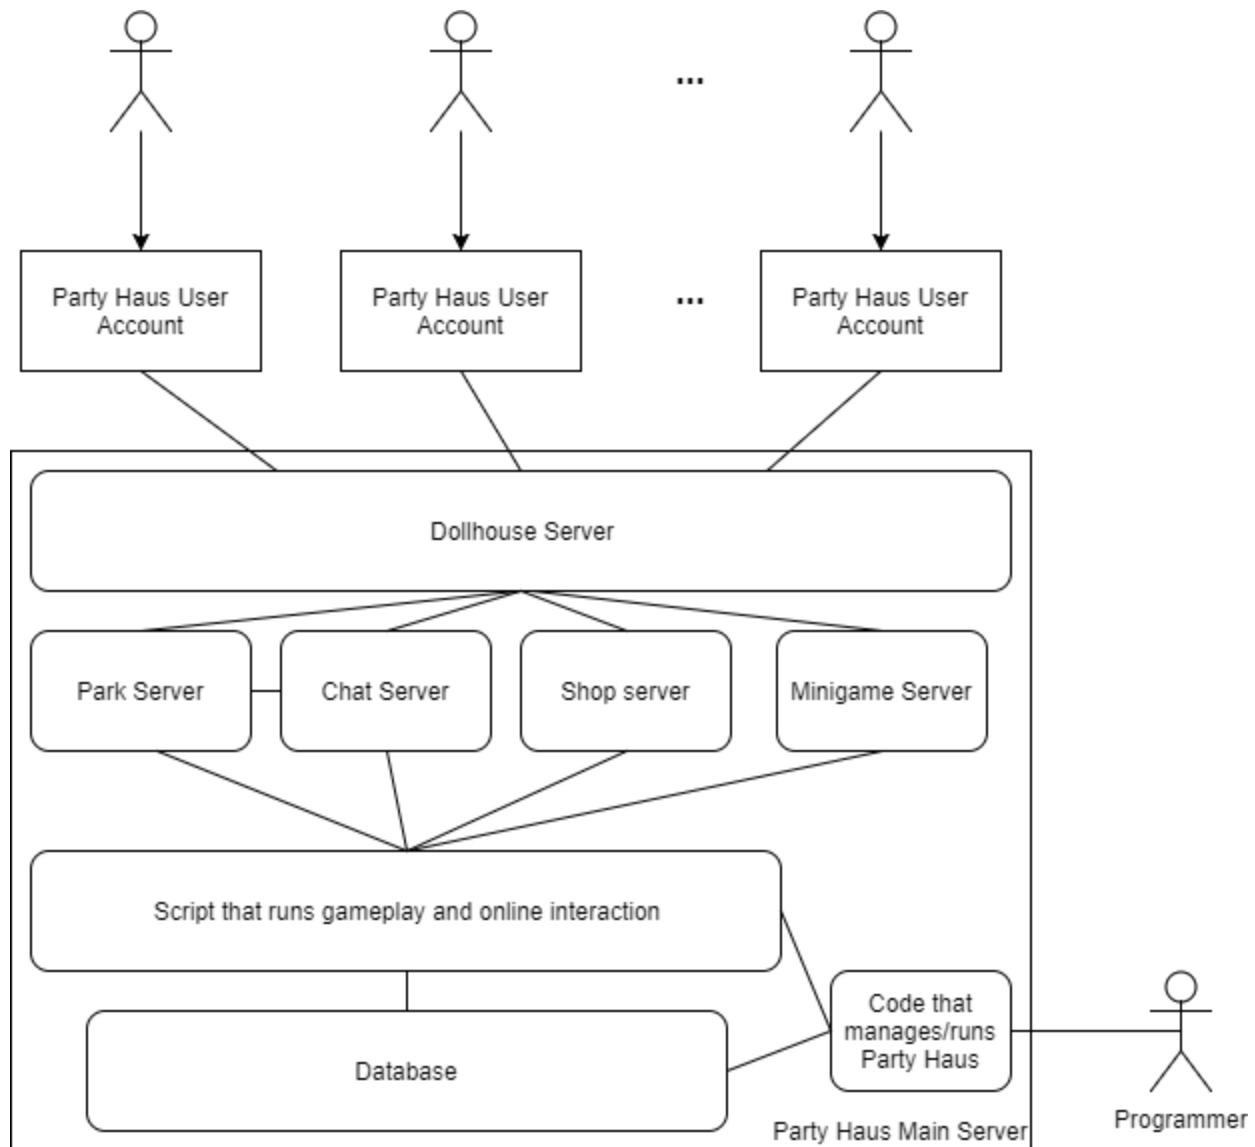 ...
Party Haus User
Account
Party Haus User
Account
...
Party Haus User
Account
Dollhouse Server
Park Server
Chat Server
Shop server
Minigame Server
Script that runs gameplay and online interaction
Code that
manages/runs
Party Haus
Database
Programmer
Party Haus Main Server